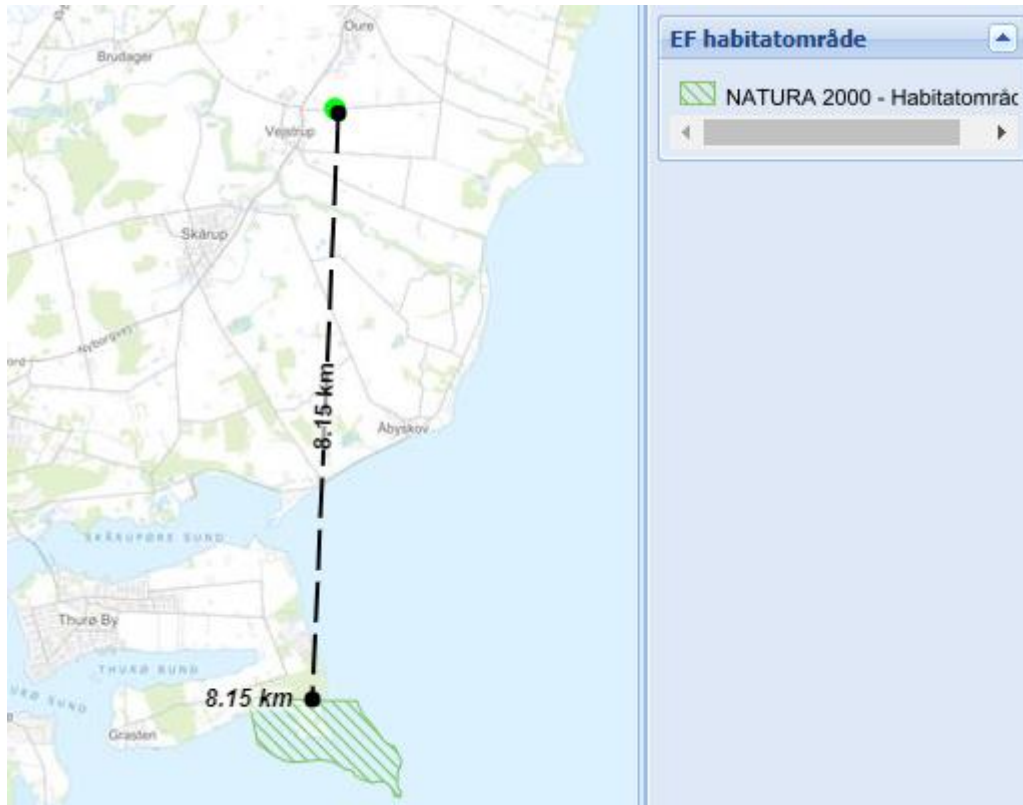 Oure
Brudager
Vejstrup
Skårup
Nyborgvej
8.15 km
Åbyskov
SKÅRUPØRE SUND
Thurø By
THURØ SUND
8.15 km
Grasten
EF habitatområde
NATURA 2000 - Habitatområc